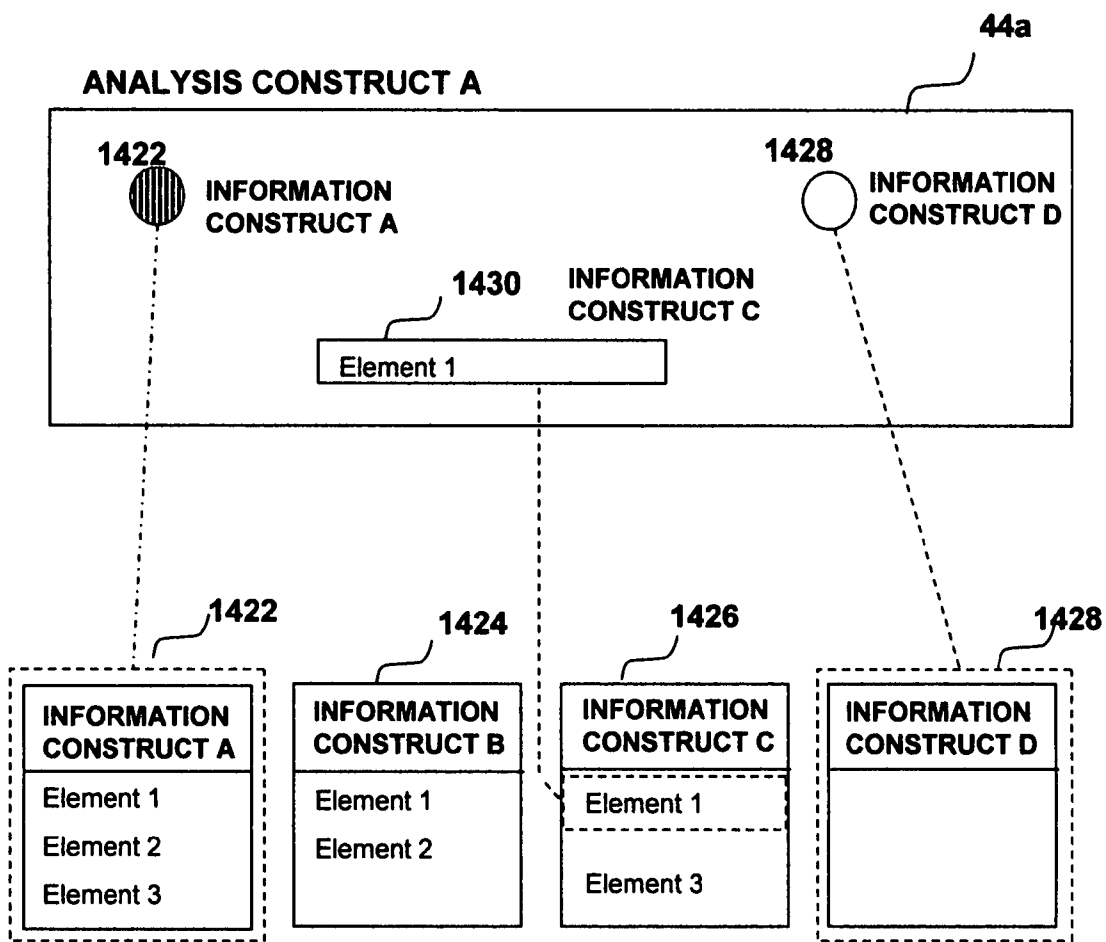 44a
ANALYSIS CONSTRUCT A
1422
INFORMATION
CONSTRUCT A
1428
INFORMATION
CONSTRUCT D
1430
INFORMATION
CONSTRUCT C
Element 1
1422
1424
1426
1428
INFORMATION
CONSTRUCT A
Element 1
Element 2
Element 3
INFORMATION
CONSTRUCT B
Element 1
Element 2
INFORMATION
CONSTRUCT C
Element 1
Element 3
INFORMATION
CONSTRUCT D